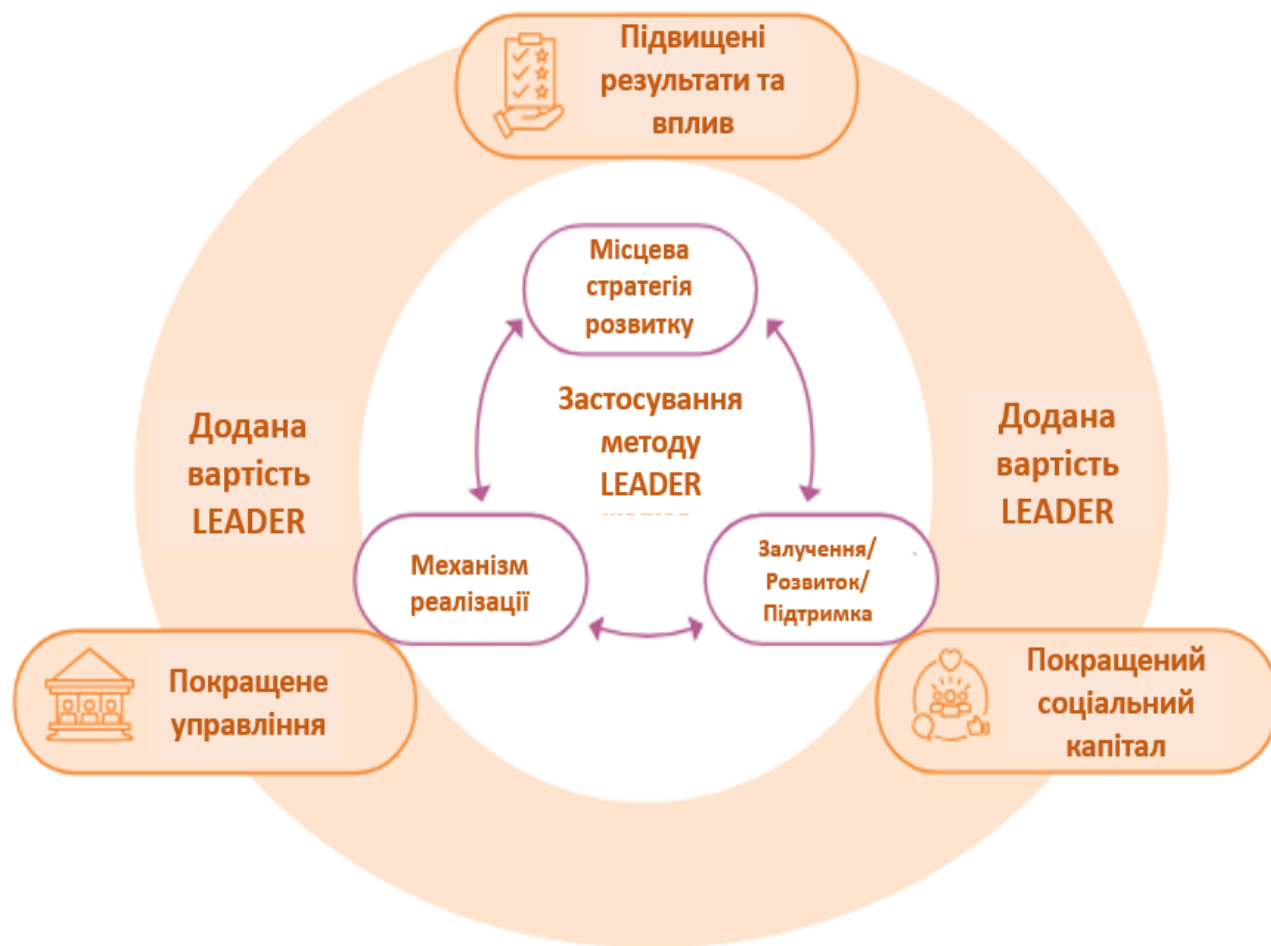 Підвищені
результати та
вплив
Місцева
стратегія
розвитку
Застосування
методу
LEADER
Додана
вартість
LEADER
Додана
вартість
LEADER
Механізм
реалізації
Залучення/
Розвиток/
Підтримка
Покращене
управління
Покращений
соціальний
капітал